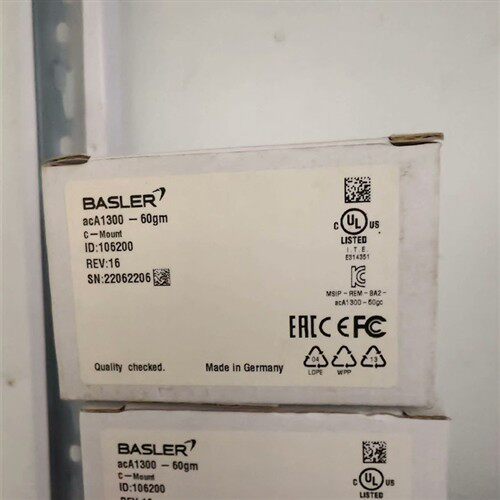 BASLER
acA1300 - 60gm
C - Mount
ID:106200
REV:16
SN:22062206
Quality checked.
Made in Germany
C UL US
LISTED
I.T.E.
E314351
MSIP - REM - BA2 -
acA1300-60gc
EAC CE FC
04
LDPE
WPP
13
BASLER
acA1300 - 60gm
C - Mount
ID:106200
C UL US
LISTED